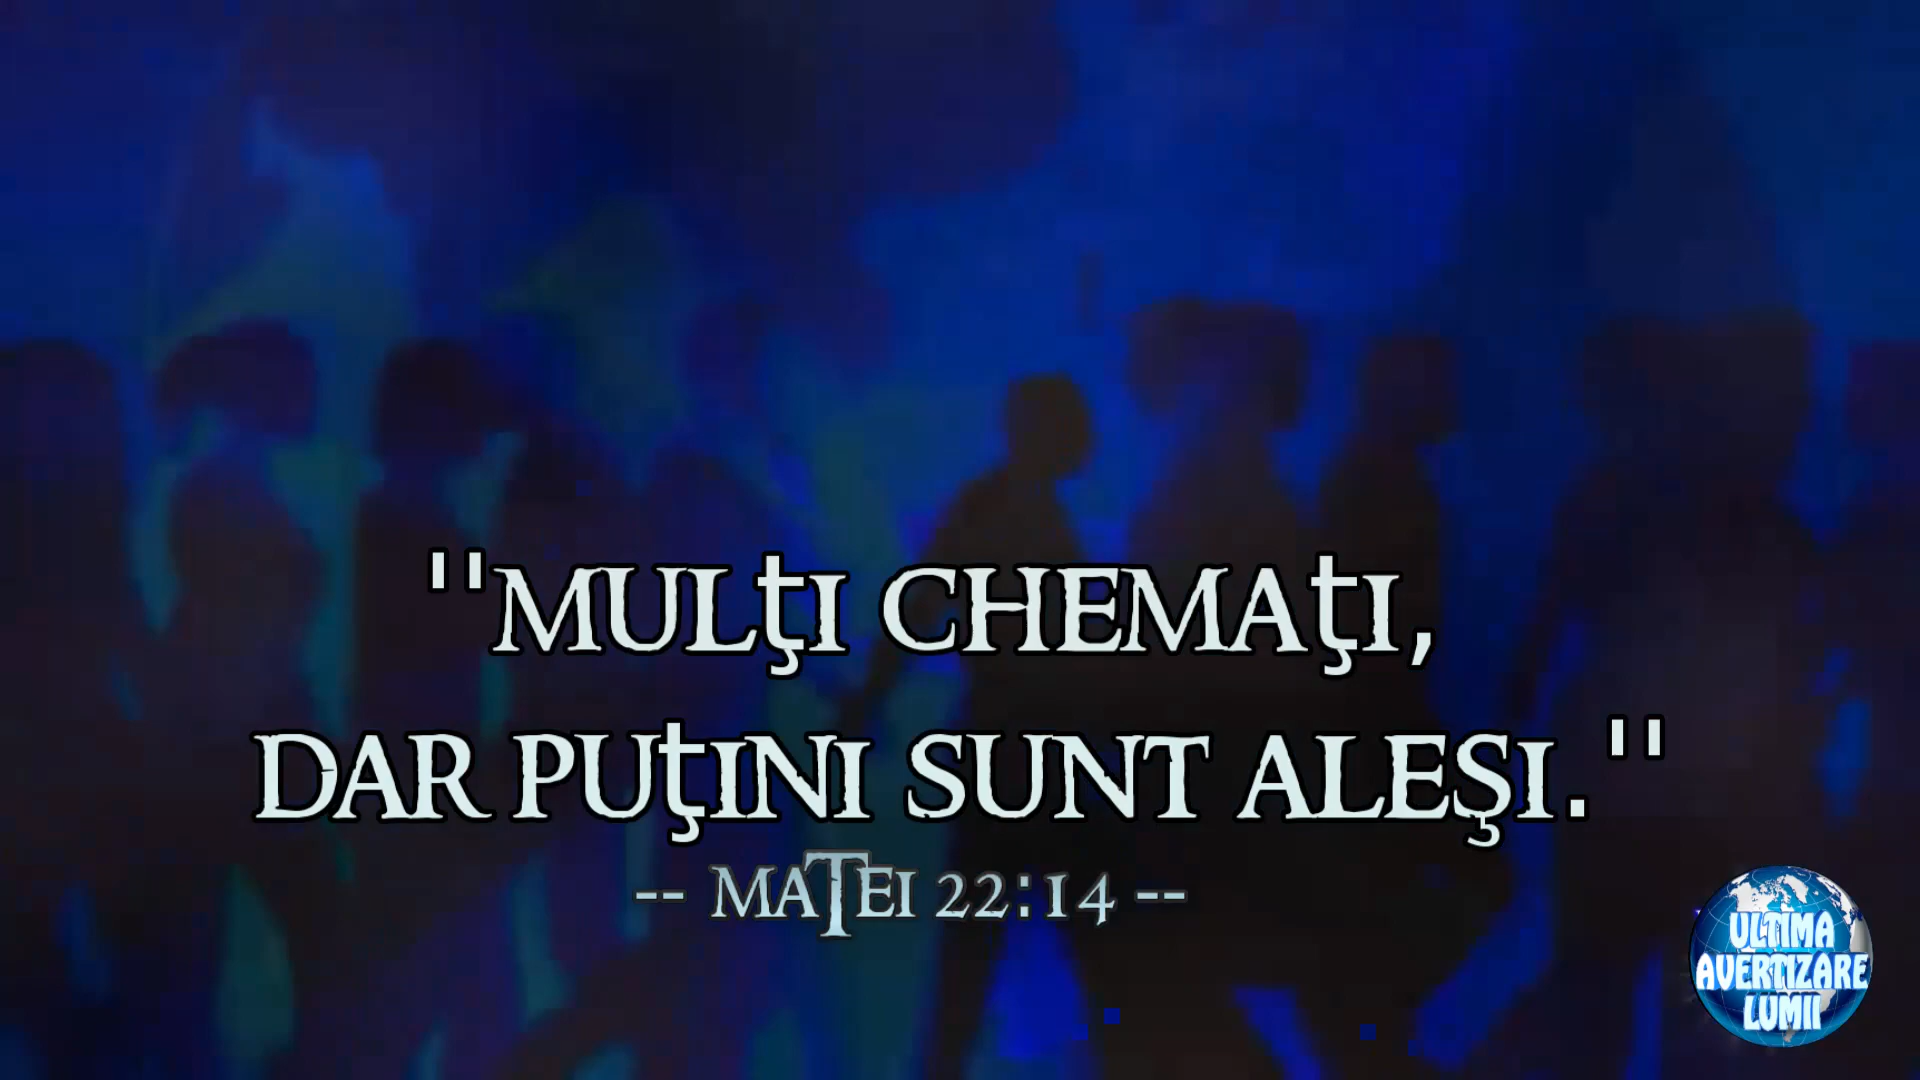 "MULŢI CHEMAŢI,
DAR PUŢINI SUNT ALEŞI."
-- MATEI 22:14 --
ULTIMA
AVERTIZARE
LUMII